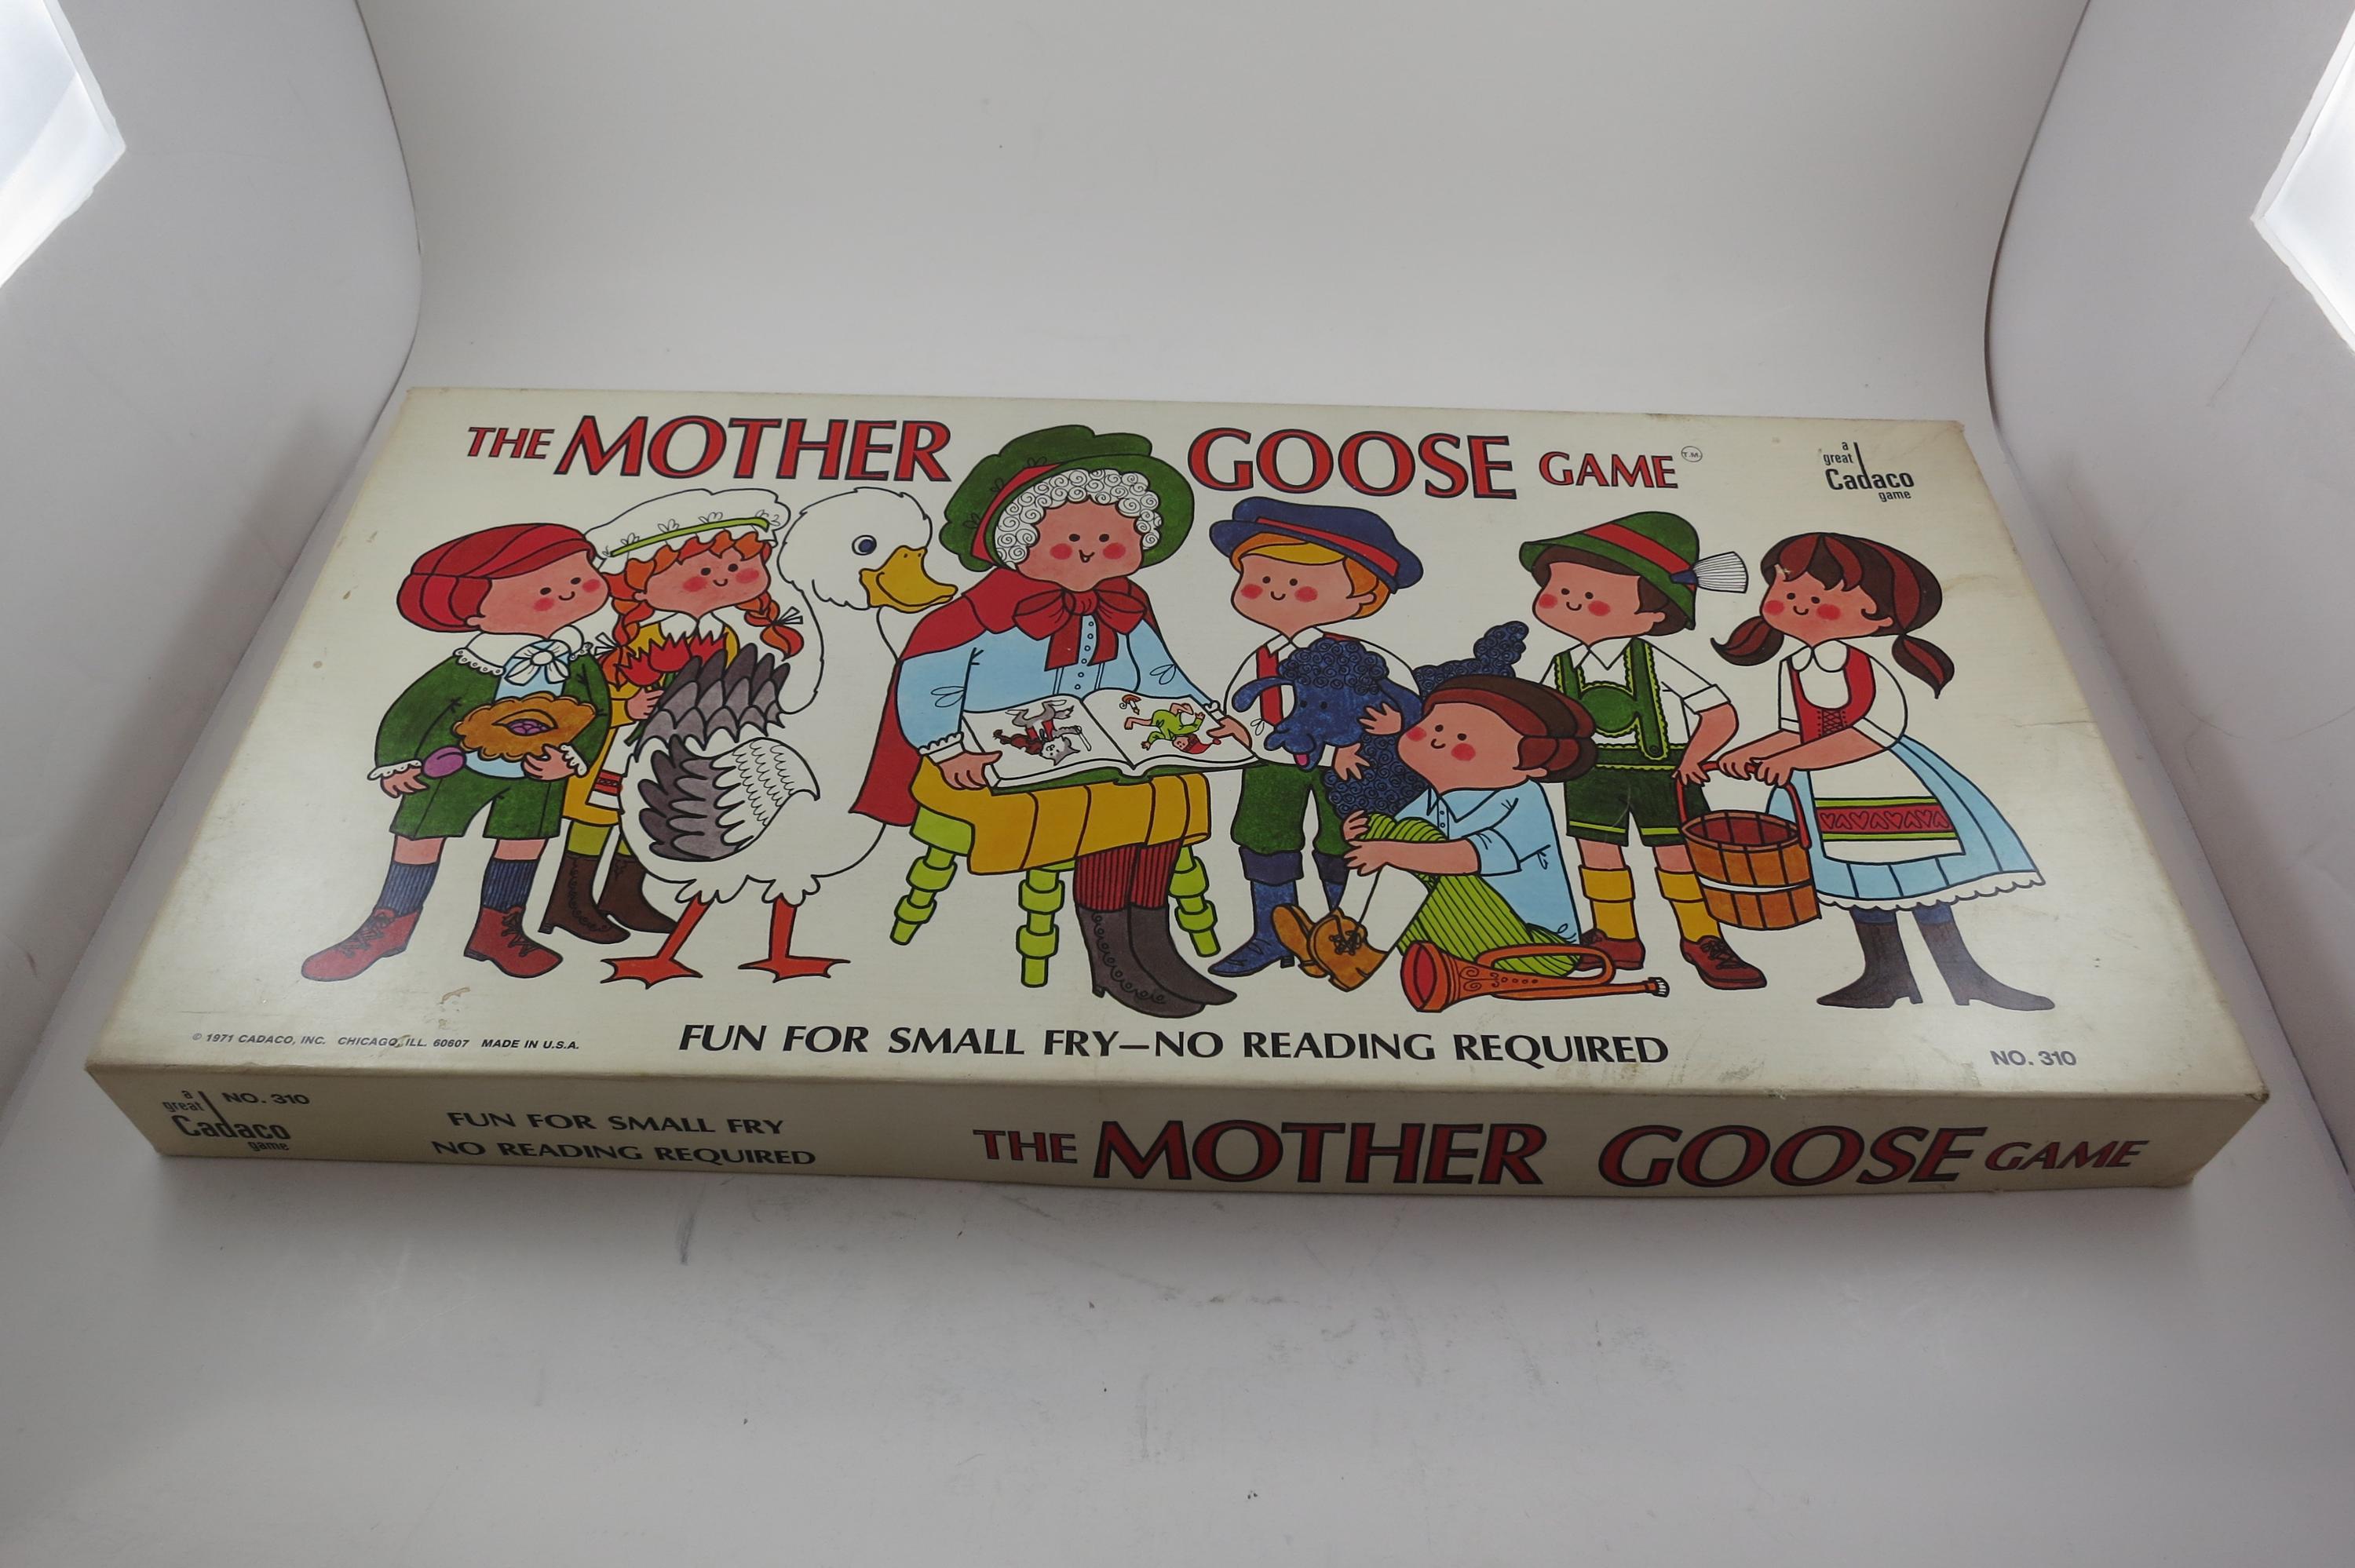 THE MOTHER GOOSE GAME T.M.
a
great
Cadaco
game
© 1971 CADACO, INC. CHICAGO, ILL. 60607 MADE IN U.S.A.
FUN FOR SMALL FRY—NO READING REQUIRED
NO. 310
a
great
Cadaco
game
NO. 310
FUN FOR SMALL FRY
NO READING REQUIRED
THE MOTHER GOOSE GAME